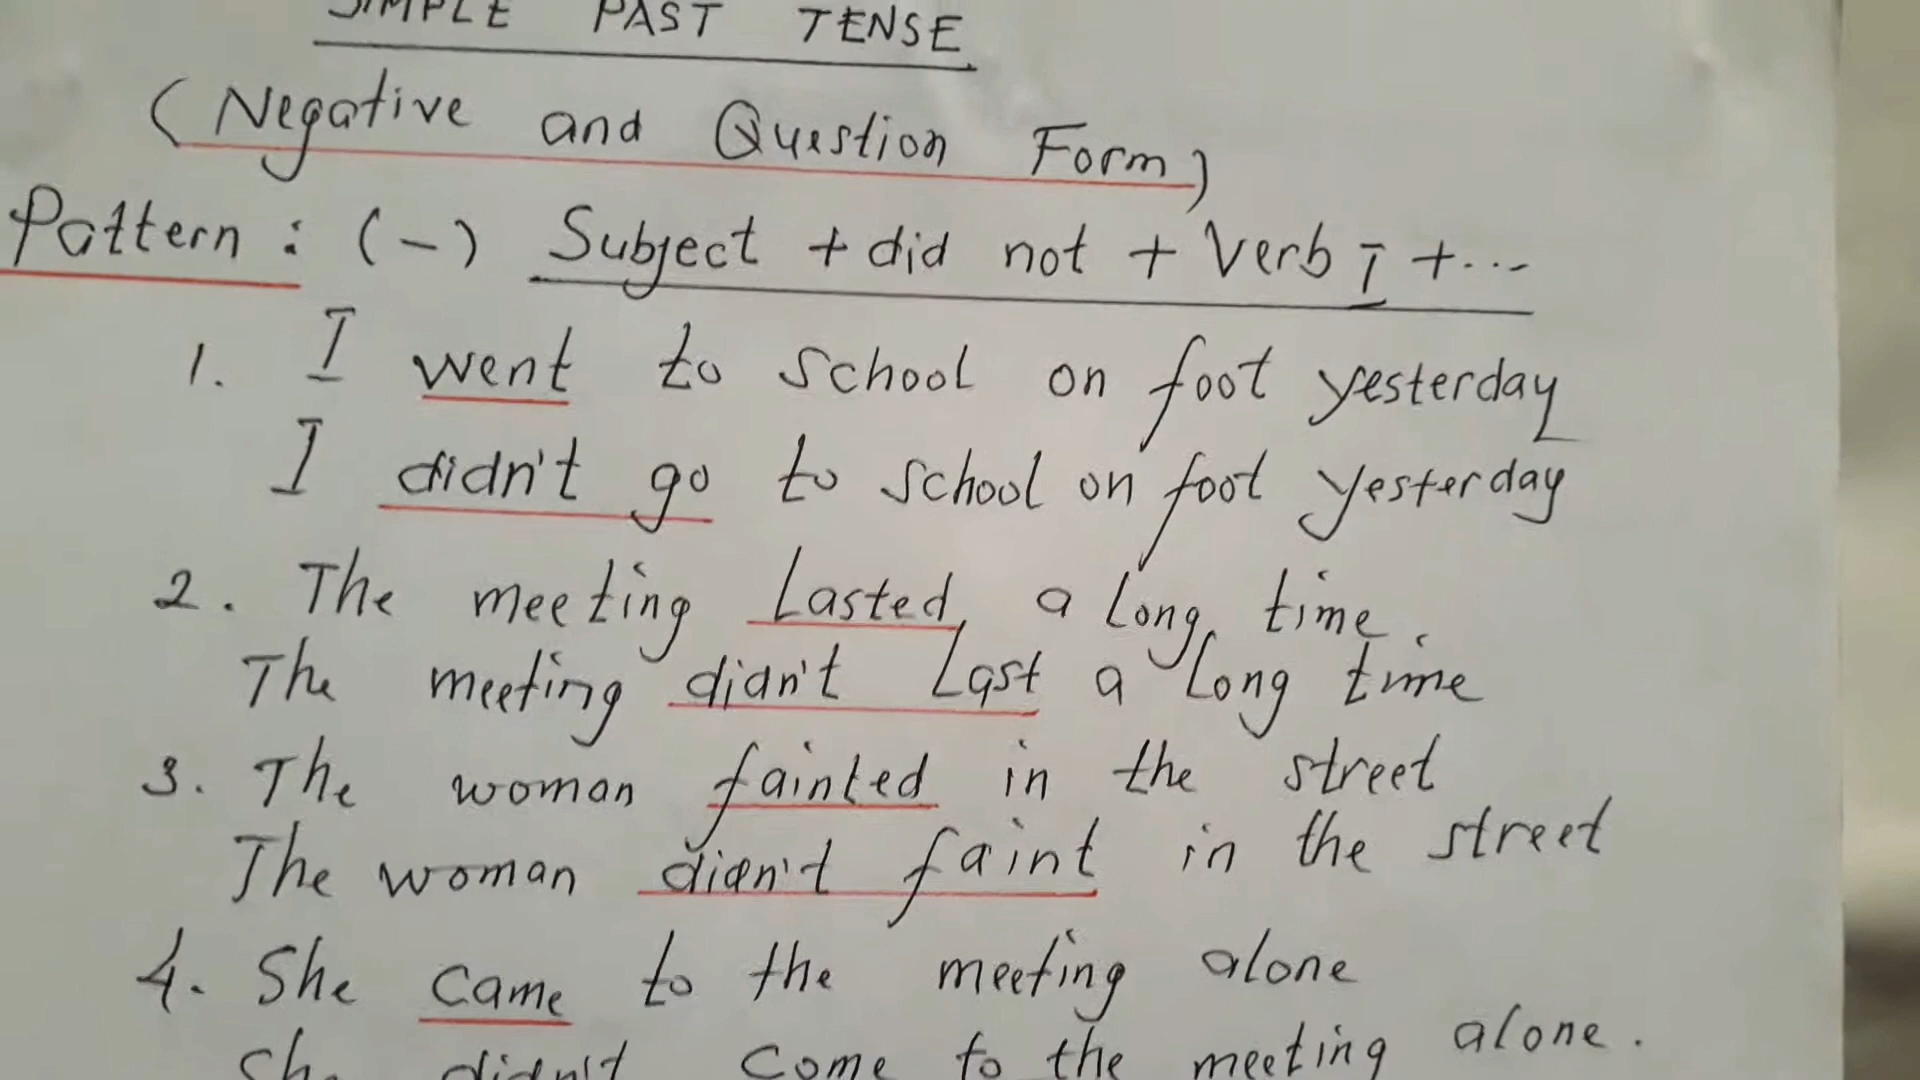 SIMPLE PAST TENSE
(Negative and Question Form)
Pattern : (-) Subject + did not + Verb I + ...
1. I went to school on foot yesterday
I didn't go to school on foot yesterday
2. The meeting Lasted a Long time.
The meeting didn't Last a Long time
3. The woman fainted in the street
The woman didn't faint in the street
4. She came to the meeting alone
She didn't come to the meeting alone.